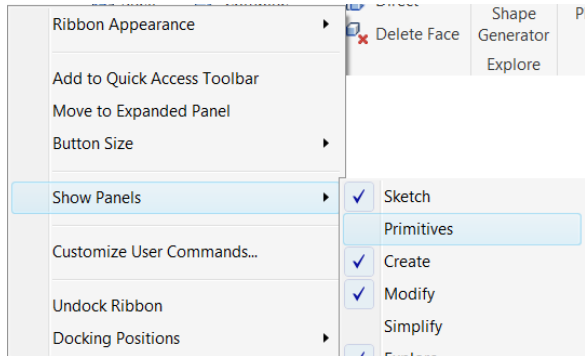 Ribbon Appearance
Direct
Delete Face
Shape
Generator
Explore
Add to Quick Access Toolbar
Move to Expanded Panel
Button Size
Show Panels
Sketch
Primitives
Create
Modify
Simplify
Explore
Customize User Commands...
Undock Ribbon
Docking Positions